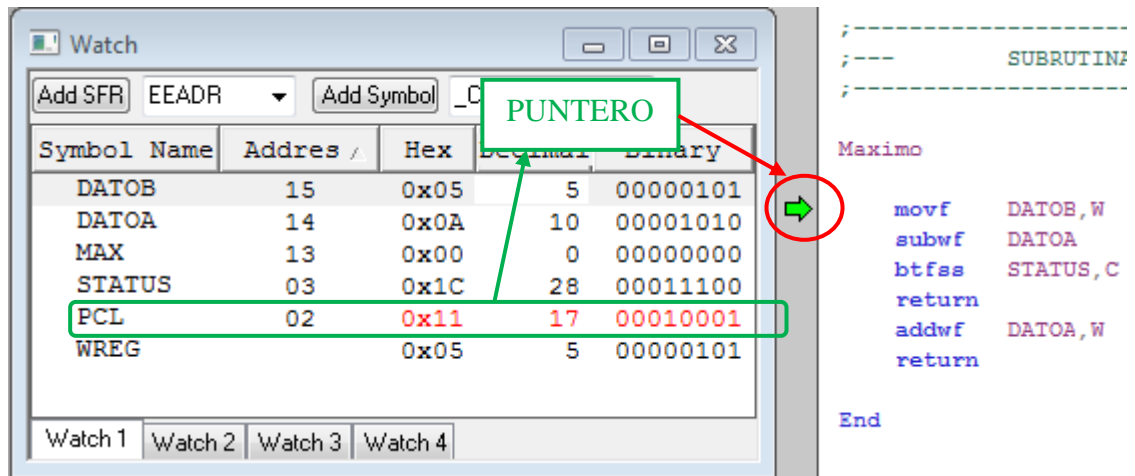 Watch
Add SFR EEADR Add Symbol _C
PUNTERO
Symbol Name Addres Hex Decimal Binary
DATOB 15 0x05 5 00000101
DATOA 14 0x0A 10 00001010
MAX 13 0x00 0 00000000
STATUS 03 0x1C 28 00011100
PCL 02 0x11 17 00010001
WREG 0x05 5 00000101
Watch 1 Watch 2 Watch 3 Watch 4
;--------------------
;--- SUBRUTINA
;--------------------
Maximo
movf DATOB,W
subwf DATOA
btfss STATUS,C
return
addwf DATOA,W
return
End